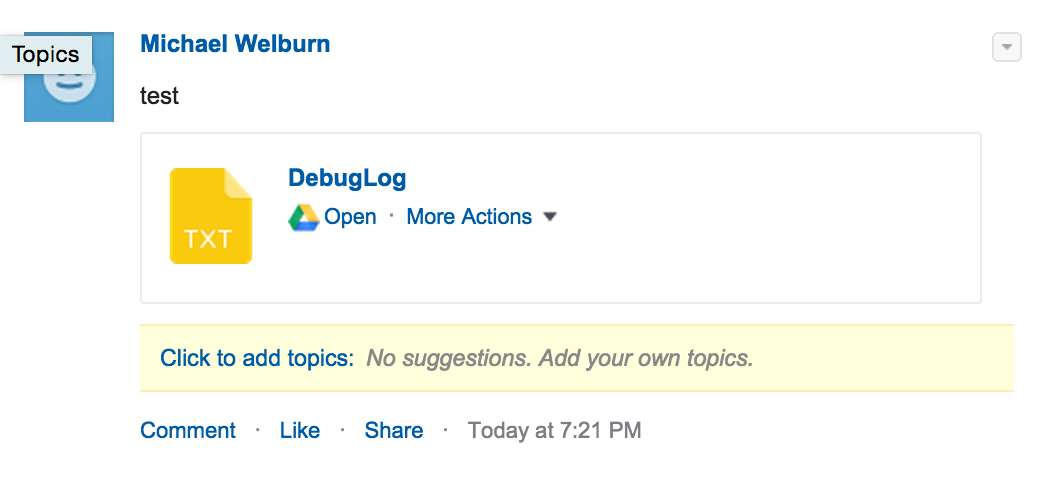 Topics
Michael Welburn
test
DebugLog
TXT
Open · More Actions
Click to add topics: No suggestions. Add your own topics.
Comment · Like · Share · Today at 7:21 PM